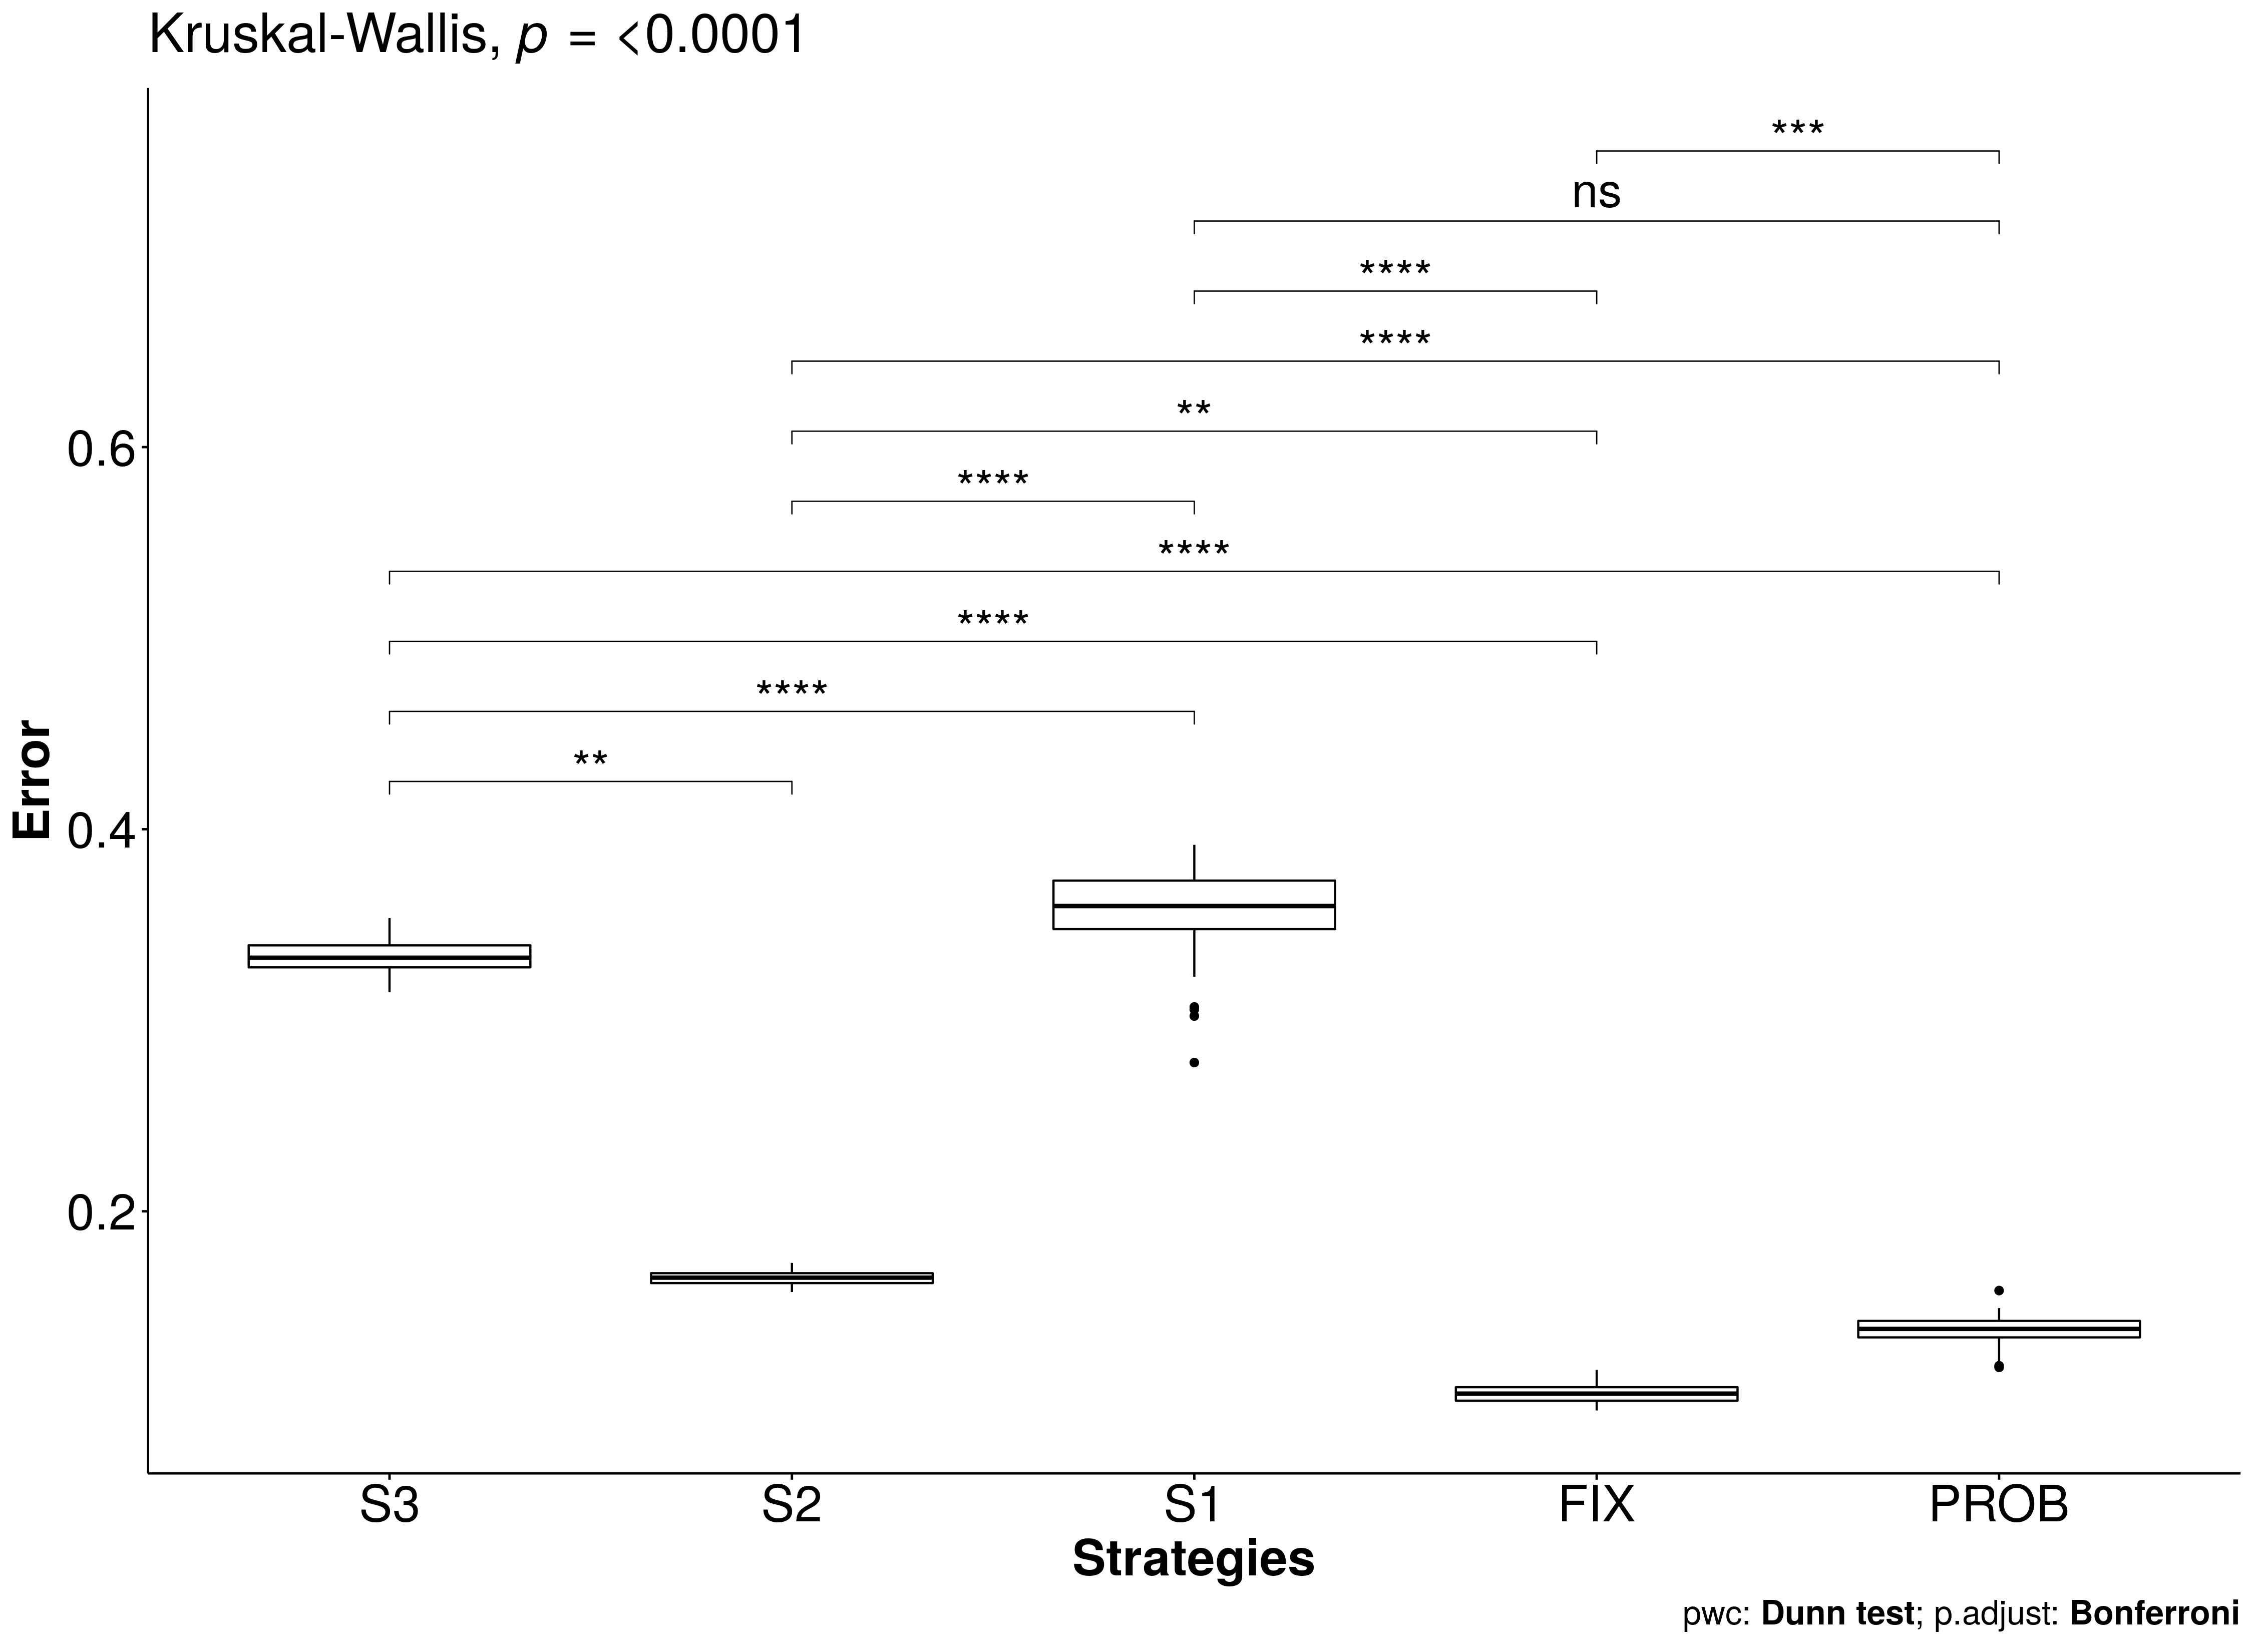 Kruskal-Wallis, p = <0.0001
***
ns
****
****
**
****
****
****
****
**
0.6
0.4
0.2
Error
S3 S2 S1 FIX PROB
Strategies
pwc: Dunn test; p.adjust: Bonferroni